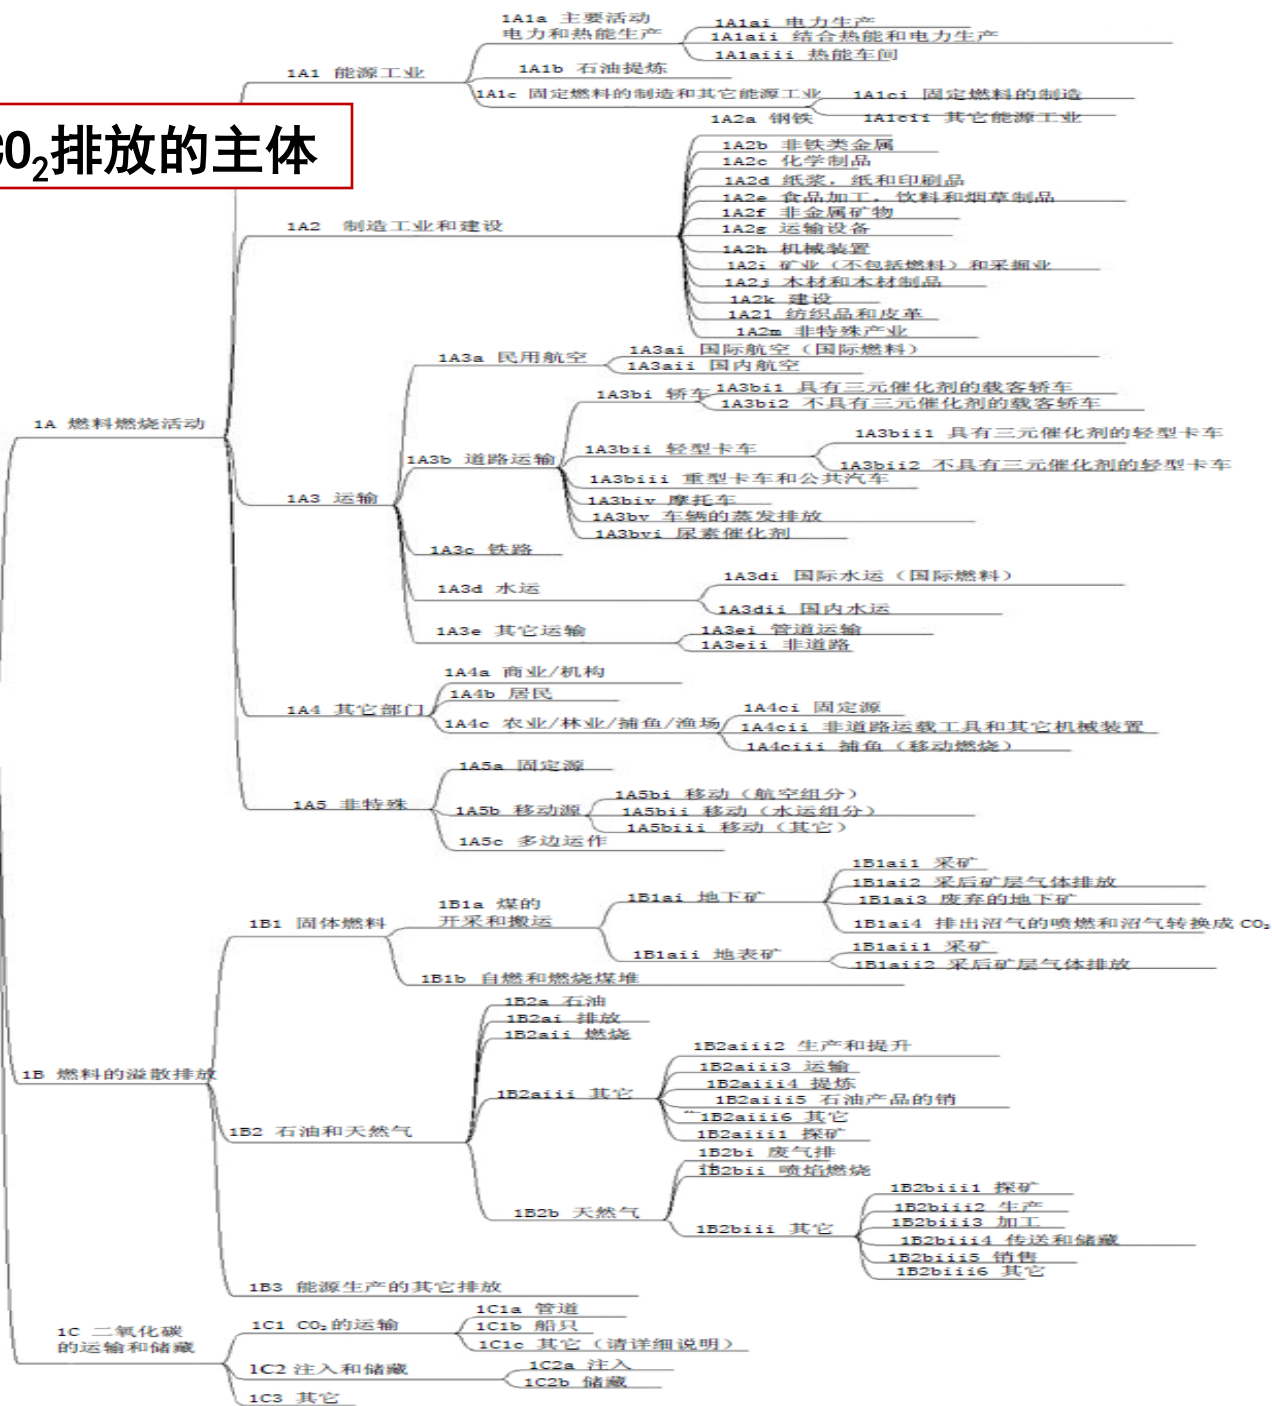 1A1a 主要活动
电力和热能生产
1A1ai 电力生产
1A1aii 结合热能和电力生产
1A1aiii 热能车间
1A1 能源工业
1A1b 石油提炼
1A1c 固定燃料的制造和其它能源工业
1A1ci 固定燃料的制造
1A1cii 其它能源工业
CO₂排放的主体
1A2a 钢铁
1A2b 非铁类金属
1A2c 化学制品
1A2d 纸浆，纸和印刷品
1A2e 食品加工，饮料和烟草制品
1A2f 非金属矿物
1A2 制造工业和建设
1A2g 运输设备
1A2h 机械装置
1A2i 矿业（不包括燃料）和采掘业
1A2j 木材和木材制品
1A2k 建设
1A2l 纺织品和皮革
1A2m 非特殊产业
1A3a 民用航空
1A3ai 国际航空（国际燃料）
1A3aii 国内航空
1A3bi 轿车
1A3bi1 具有三元催化剂的载客轿车
1A3bi2 不具有三元催化剂的载客轿车
1A 燃料燃烧活动
1A3b 道路运输
1A3bii 轻型卡车
1A3bii1 具有三元催化剂的轻型卡车
1A3bii2 不具有三元催化剂的轻型卡车
1A3biii 重型卡车和公共汽车
1A3 运输
1A3biv 摩托车
1A3bv 车辆的蒸发排放
1A3bvi 尿素催化剂
1A3c 铁路
1A3d 水运
1A3di 国际水运（国际燃料）
1A3dii 国内水运
1A3e 其它运输
1A3ei 管道运输
1A3eii 非道路
1A4a 商业/机构
1A4b 居民
1A4 其它部门
1A4c 农业/林业/捕鱼/渔场
1A4ci 固定源
1A4cii 非道路运载工具和其它机械装置
1A4ciii 捕鱼（移动燃烧）
1A5a 固定源
1A5 非特殊
1A5b 移动源
1A5bi 移动（航空组分）
1A5bii 移动（水运组分）
1A5biii 移动（其它）
1A5c 多边运作
1B1 固体燃料
1B1a 煤的
开采和搬运
1B1ai 地下矿
1B1ai1 采矿
1B1ai2 采后矿层气体排放
1B1ai3 废弃的地下矿
1B1ai4 排出沼气的喷燃和沼气转换成 CO₂
1B1aii 地表矿
1B1aii1 采矿
1B1aii2 采后矿层气体排放
1B1b 自燃和燃烧煤堆
1B 燃料的溢散排放
1B2a 石油
1B2ai 排放
1B2aii 燃烧
1B2aiii 其它
1B2aiii2 生产和提升
1B2aiii3 运输
1B2aiii4 提炼
1B2aiii5 石油产品的销
1B2aiii6 其它
1B2aiii1 探矿
1B2 石油和天然气
1B2bi 废气排
1B2bii 喷焰燃烧
1B2b 天然气
1B2biii 其它
1B2biii1 探矿
1B2biii2 生产
1B2biii3 加工
1B2biii4 传送和储藏
1B2biii5 销售
1B2biii6 其它
1B3 能源生产的其它排放
1C 二氧化碳
的运输和储藏
1C1 CO₂的运输
1C1a 管道
1C1b 船只
1C1c 其它（请详细说明）
1C2 注入和储藏
1C2a 注入
1C2b 储藏
1C3 其它